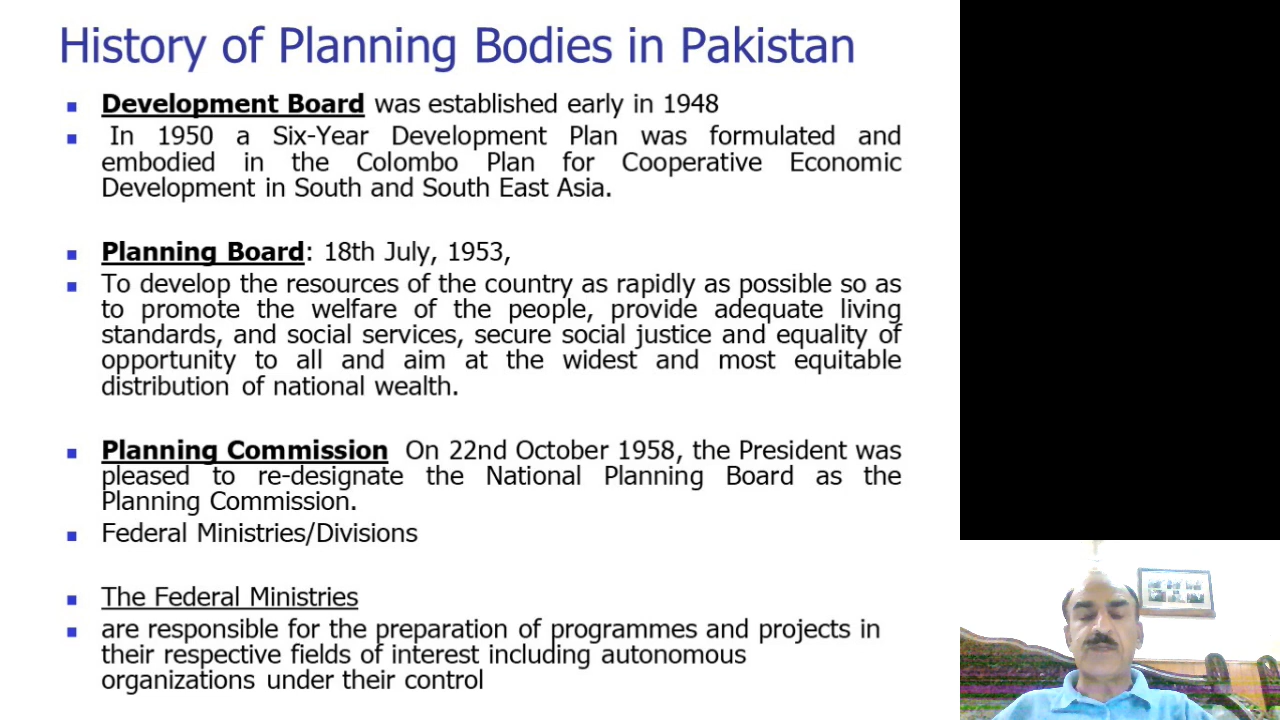 History of Planning Bodies in Pakistan
Development Board was established early in 1948
In 1950 a Six-Year Development Plan was formulated and
embodied in the Colombo Plan for Cooperative Economic
Development in South and South East Asia.
Planning Board: 18th July, 1953,
To develop the resources of the country as rapidly as possible so as
to promote the welfare of the people, provide adequate living
standards, and social services, secure social justice and equality of
opportunity to all and aim at the widest and most equitable
distribution of national wealth.
Planning Commission On 22nd October 1958, the President was
pleased to re-designate the National Planning Board as the
Planning Commission.
Federal Ministries/Divisions
The Federal Ministries
are responsible for the preparation of programmes and projects in
their respective fields of interest including autonomous
organizations under their control